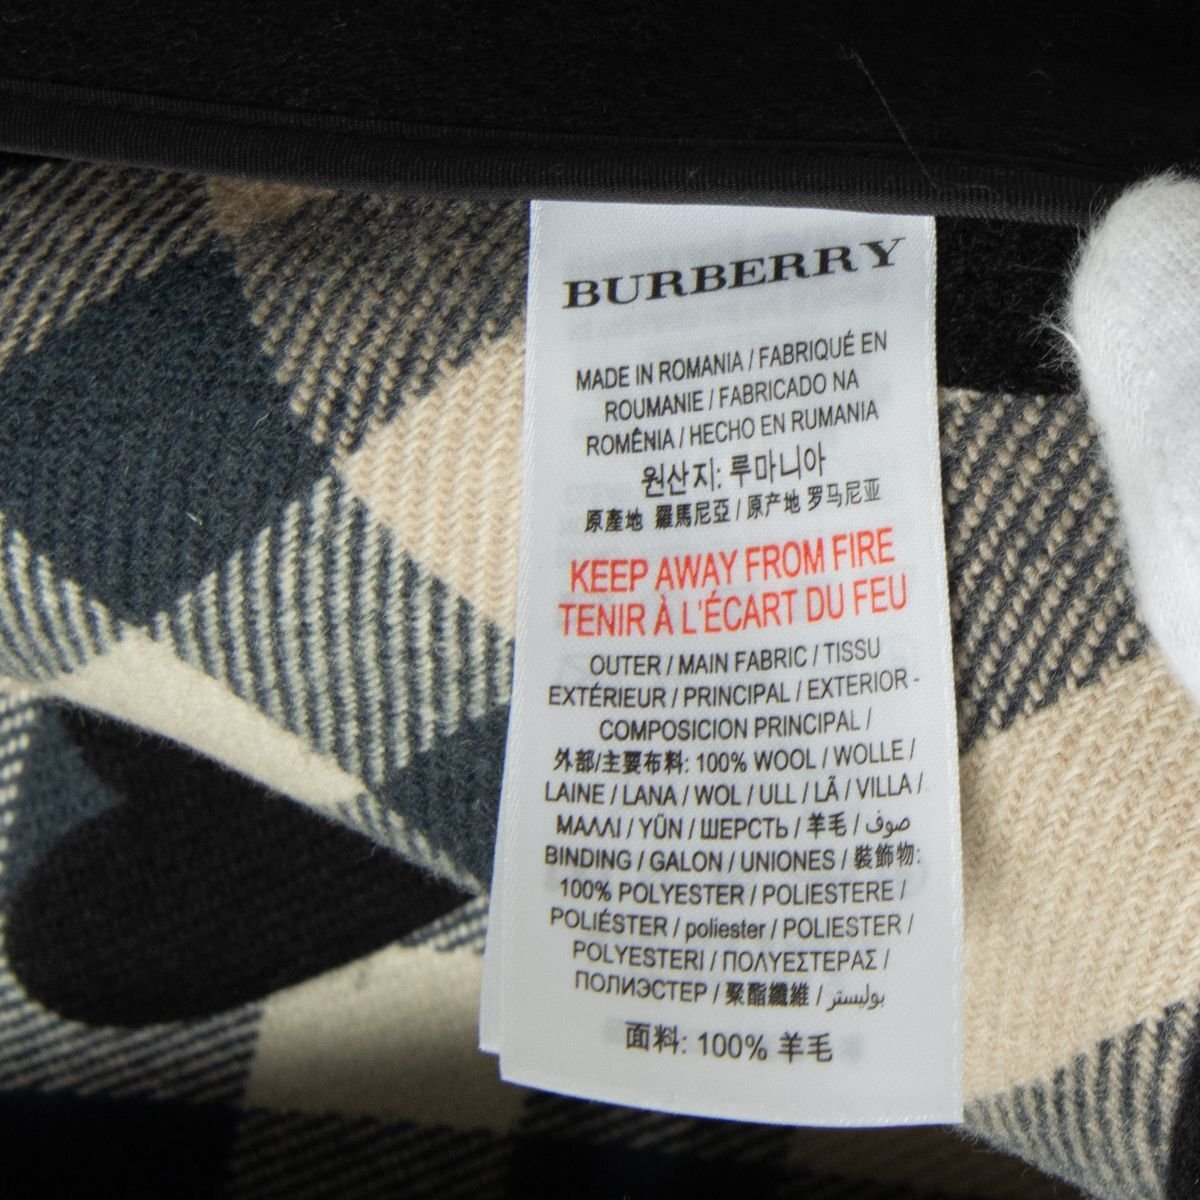 BURBERRY
MADE IN ROMANIA / FABRIQUÉ EN
ROUMANIE / FABRICADO NA
ROMÊNIA / HECHO EN RUMANIA
원산지: 루마니아
原產地 羅馬尼亞 / 原产地 罗马尼亚
KEEP AWAY FROM FIRE
TENIR À L'ÉCART DU FEU
OUTER / MAIN FABRIC / TISSU
EXTÉRIEUR / PRINCIPAL / EXTERIOR -
COMPOSICION PRINCIPAL /
外部/主要布料: 100% WOOL / WOLLE /
LAINE / LANA / WOL / ULL / LÃ / VILLA /
ΜΑΛΛΙ / YÜN / ШЕРСТЬ / 羊毛 / صوف
BINDING / GALON / UNIONES / 裝飾物:
100% POLYESTER / POLIESTERE /
POLIÉSTER / poliester / POLIESTER /
POLYESTERI / ΠΟΛΥΕΣΤΕΡΑΣ /
ПОЛИЭСТЕР / 聚酯纖維 / بوليستر
面料: 100% 羊毛